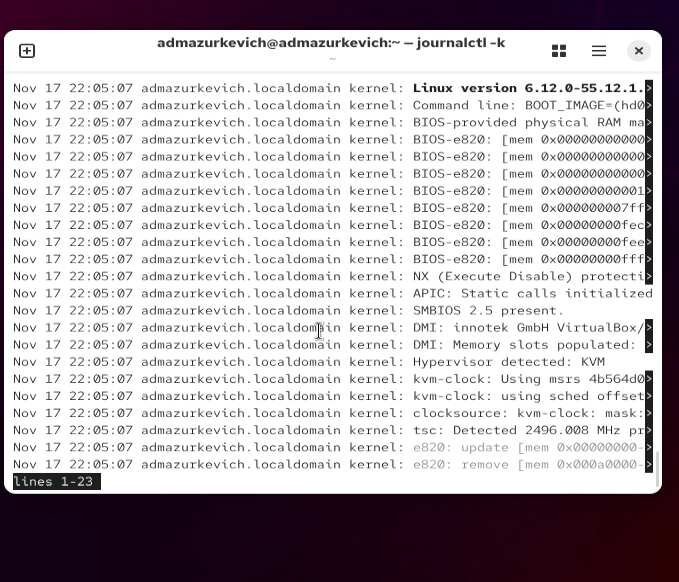 admazurkevich@admazurkevich:~ — journalctl -k
~
Nov 17 22:05:07 admazurkevich.localdomain kernel: Linux version 6.12.0-55.12.1.>
Nov 17 22:05:07 admazurkevich.localdomain kernel: Command line: BOOT_IMAGE=(hd0>
Nov 17 22:05:07 admazurkevich.localdomain kernel: BIOS-provided physical RAM ma>
Nov 17 22:05:07 admazurkevich.localdomain kernel: BIOS-e820: [mem 0x00000000000>
Nov 17 22:05:07 admazurkevich.localdomain kernel: BIOS-e820: [mem 0x00000000000>
Nov 17 22:05:07 admazurkevich.localdomain kernel: BIOS-e820: [mem 0x00000000000>
Nov 17 22:05:07 admazurkevich.localdomain kernel: BIOS-e820: [mem 0x00000000001>
Nov 17 22:05:07 admazurkevich.localdomain kernel: BIOS-e820: [mem 0x000000007ff>
Nov 17 22:05:07 admazurkevich.localdomain kernel: BIOS-e820: [mem 0x00000000fec>
Nov 17 22:05:07 admazurkevich.localdomain kernel: BIOS-e820: [mem 0x00000000fee>
Nov 17 22:05:07 admazurkevich.localdomain kernel: BIOS-e820: [mem 0x00000000fff>
Nov 17 22:05:07 admazurkevich.localdomain kernel: NX (Execute Disable) protecti>
Nov 17 22:05:07 admazurkevich.localdomain kernel: APIC: Static calls initialized
Nov 17 22:05:07 admazurkevich.localdomain kernel: SMBIOS 2.5 present.
Nov 17 22:05:07 admazurkevich.localdomain kernel: DMI: innotek GmbH VirtualBox/>
Nov 17 22:05:07 admazurkevich.localdomain kernel: DMI: Memory slots populated: >
Nov 17 22:05:07 admazurkevich.localdomain kernel: Hypervisor detected: KVM
Nov 17 22:05:07 admazurkevich.localdomain kernel: kvm-clock: Using msrs 4b564d0>
Nov 17 22:05:07 admazurkevich.localdomain kernel: kvm-clock: using sched offset>
Nov 17 22:05:07 admazurkevich.localdomain kernel: clocksource: kvm-clock: mask:>
Nov 17 22:05:07 admazurkevich.localdomain kernel: tsc: Detected 2496.008 MHz pr>
Nov 17 22:05:07 admazurkevich.localdomain kernel: e820: update [mem 0x00000000->
Nov 17 22:05:07 admazurkevich.localdomain kernel: e820: remove [mem 0x000a0000->
lines 1-23